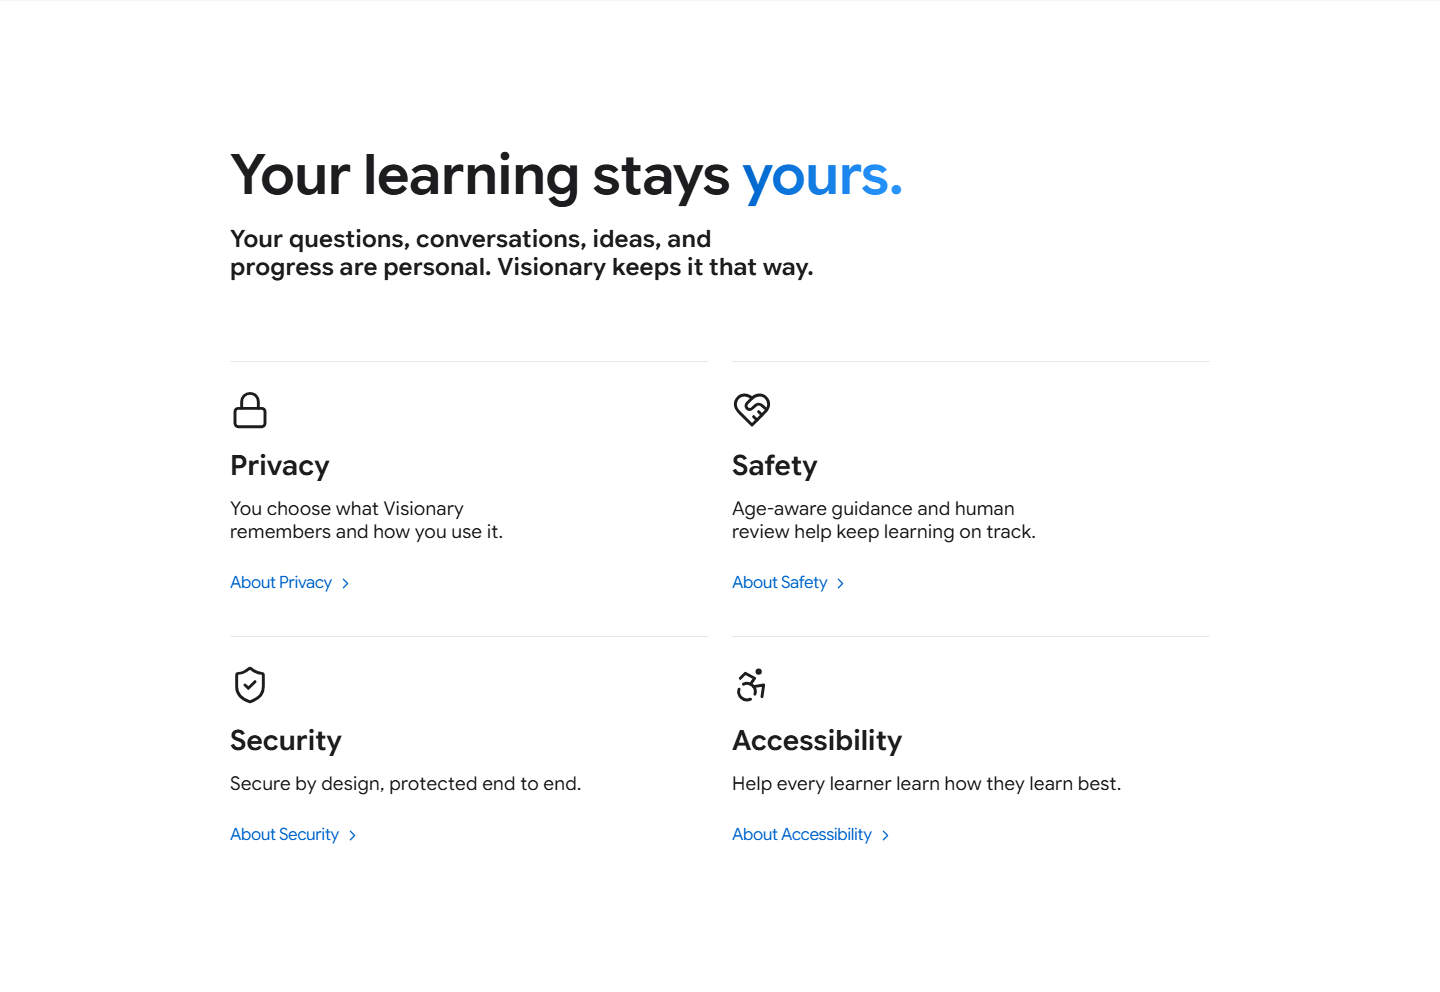 Your learning stays yours.
Your questions, conversations, ideas, and
progress are personal. Visionary keeps it that way.
Privacy
You choose what Visionary
remembers and how you use it.
About Privacy
Safety
Age-aware guidance and human
review help keep learning on track.
About Safety
Security
Secure by design, protected end to end.
About Security
Accessibility
Help every learner learn how they learn best.
About Accessibility